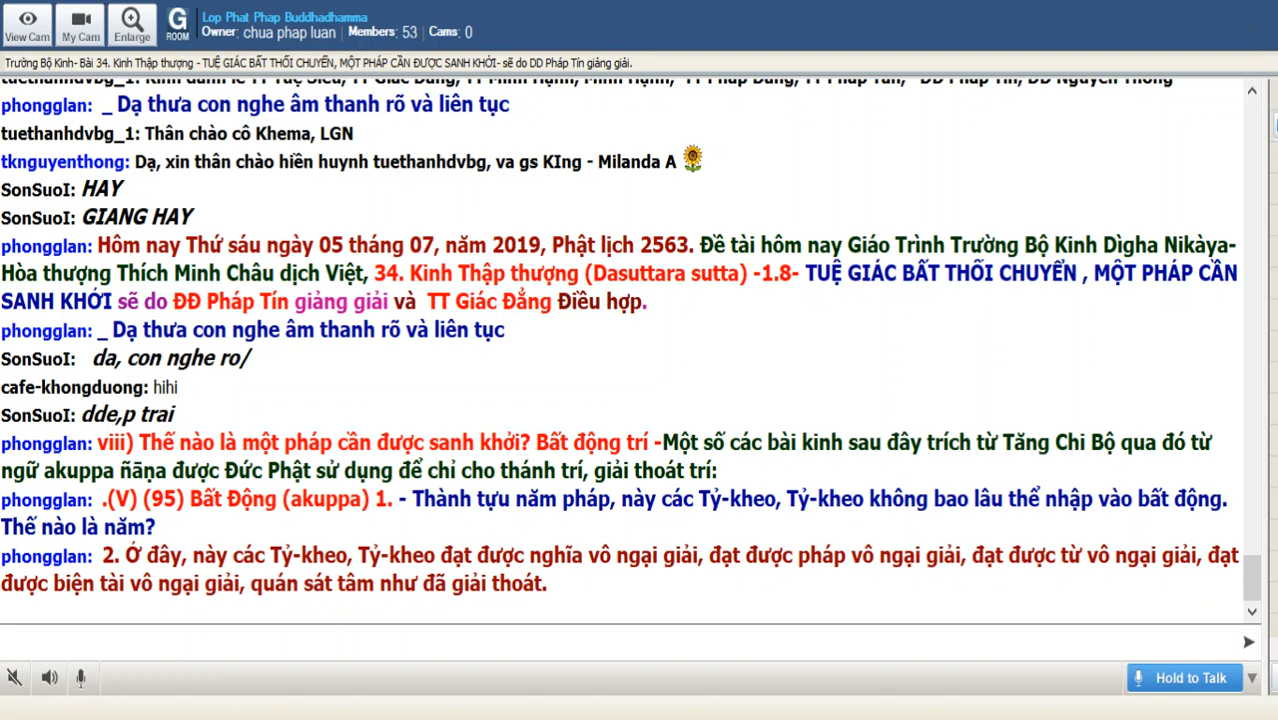 View Cam
My Cam
Enlarge
G
ROOM
Lop Phat Phap Buddhadhamma
Owner: chua phap luan | Members: 53 | Cams: 0
Trường Bộ Kinh- Bài 34. Kinh Thập thượng - TUỆ GIÁC BẤT THỐI CHUYỂN, MỘT PHÁP CẦN ĐƯỢC SANH KHỞI- sẽ do DD Pháp Tín giảng giải.
phongglan: _ Dạ thưa con nghe âm thanh rõ và liên tục
tuethanhdvbg_1: Thân chào cô Khema, LGN
tknguyenthong: Dạ, xin thân chào hiền huynh tuethanhdvbg, va gs KIng - Milanda A
SonSuoI: HAY
SonSuoI: GIANG HAY
phongglan: Hôm nay Thứ sáu ngày 05 tháng 07, năm 2019, Phật lịch 2563. Đề tài hôm nay Giáo Trình Trường Bộ Kinh Dìgha Nikàya-
Hòa thượng Thích Minh Châu dịch Việt, 34. Kinh Thập thượng (Dasuttara sutta) -1.8- TUỆ GIÁC BẤT THỐI CHUYỂN , MỘT PHÁP CẦN
SANH KHỞI sẽ do ĐĐ Pháp Tín giảng giải và TT Giác Đẳng Điều hợp.
phongglan: _ Dạ thưa con nghe âm thanh rõ và liên tục
SonSuoI: da, con nghe ro/
cafe-khongduong: hihi
SonSuoI: dde,p trai
phongglan: viii) Thế nào là một pháp cần được sanh khởi? Bất động trí -Một số các bài kinh sau đây trích từ Tăng Chi Bộ qua đó từ
ngữ akuppa ñāṇa được Đức Phật sử dụng để chỉ cho thánh trí, giải thoát trí:
phongglan: .(V) (95) Bất Động (akuppa) 1. - Thành tựu năm pháp, này các Tỷ-kheo, Tỷ-kheo không bao lâu thể nhập vào bất động.
Thế nào là năm?
phongglan: 2. Ở đây, này các Tỷ-kheo, Tỷ-kheo đạt được nghĩa vô ngại giải, đạt được pháp vô ngại giải, đạt được từ vô ngại giải, đạt
được biện tài vô ngại giải, quán sát tâm như đã giải thoát.
Hold to Talk